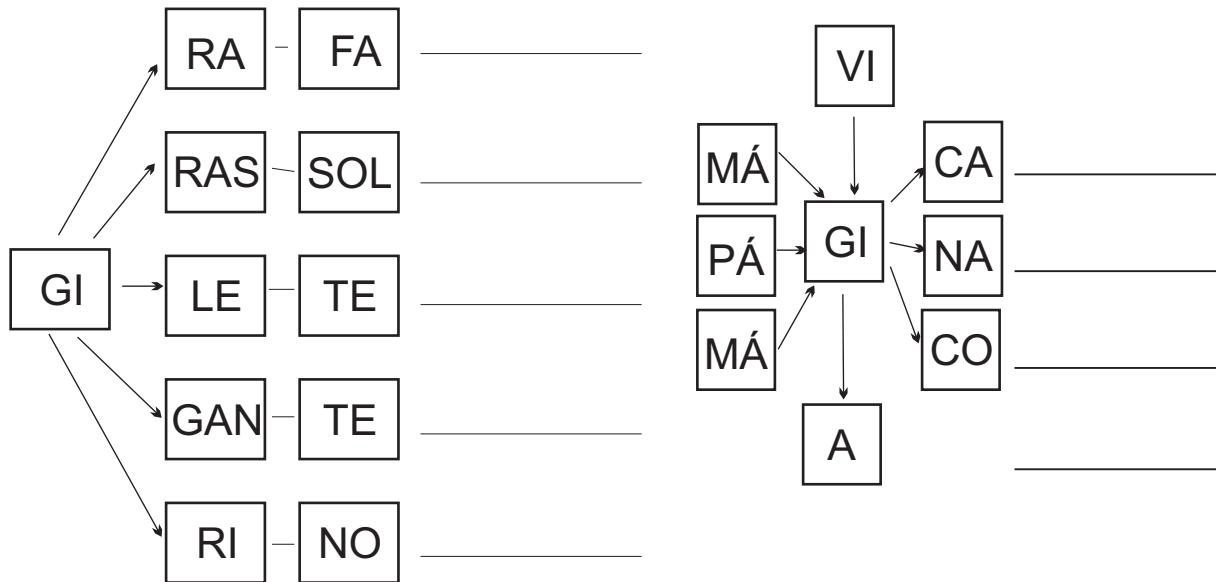 RA FA
RAS SOL
GI LE TE
GAN TE
RI NO
VI
MÁ CA
PÁ GI NA
MÁ CO
A